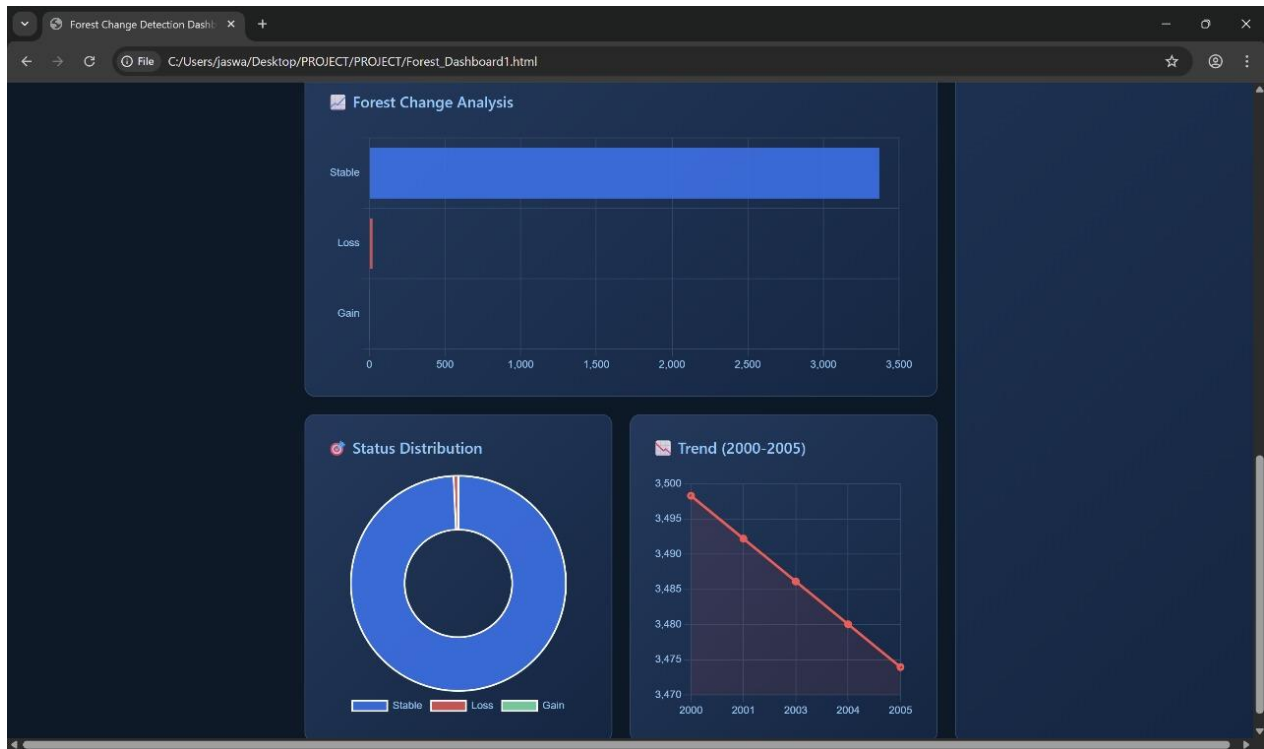 Forest Change Detection Dashb
File C:/Users/jaswa/Desktop/PROJECT/PROJECT/Forest_Dashboard1.html
Forest Change Analysis
Stable
Loss
Gain
0 500 1,000 1,500 2,000 2,500 3,000 3,500
Status Distribution
Stable Loss Gain
Trend (2000-2005)
3,500
3,495
3,490
3,485
3,480
3,475
3,470
2000 2001 2003 2004 2005